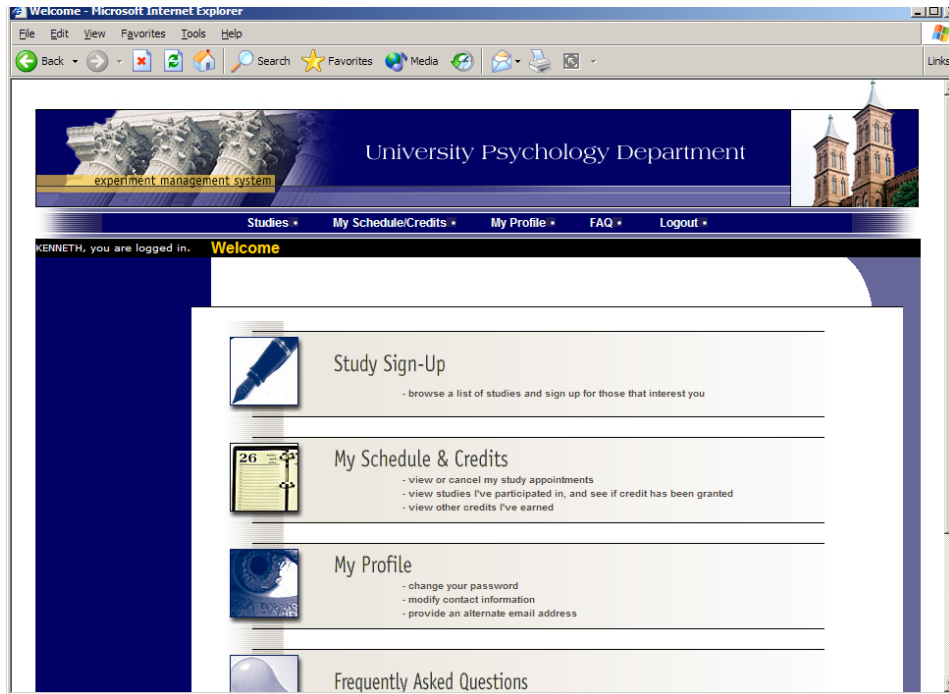 Welcome - Microsoft Internet Explorer
File Edit View Favorites Tools Help
Back Search Favorites Media Links
University Psychology Department
experiment management system
Studies My Schedule/Credits My Profile FAQ Logout
KENNETH, you are logged in. Welcome
Study Sign-Up
- browse a list of studies and sign up for those that interest you
26
My Schedule & Credits
- view or cancel my study appointments
- view studies I've participated in, and see if credit has been granted
- view other credits I've earned
My Profile
- change your password
- modify contact information
- provide an alternate email address
Frequently Asked Questions